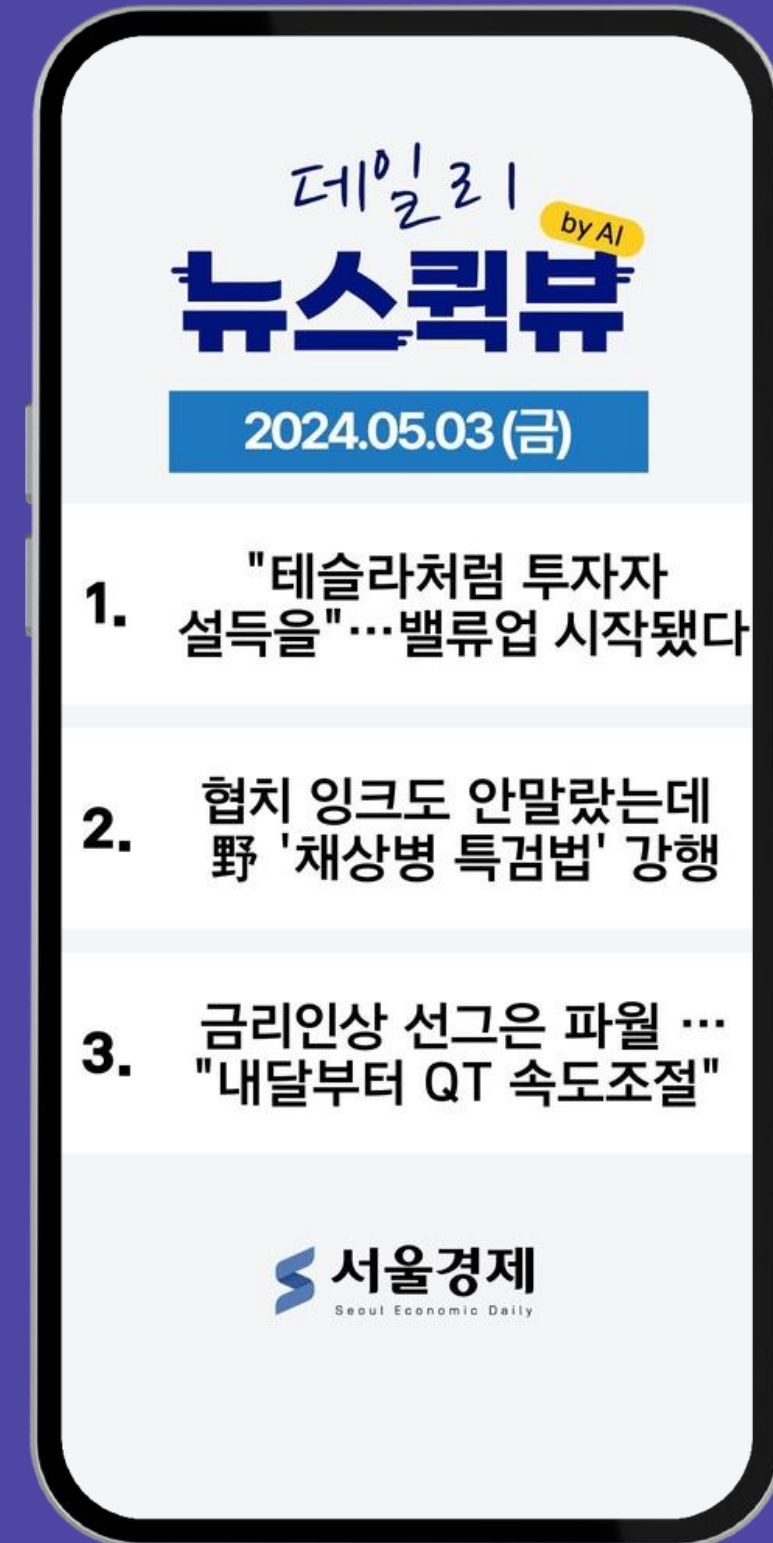 데일리
by AI
뉴스퀵뷰
2024.05.03 (금)
1. "테슬라처럼 투자자
설득을"…밸류업 시작됐다
2. 협치 잉크도 안말랐는데
野 '채상병 특검법' 강행
3. 금리인상 선그은 파월 …
"내달부터 QT 속도조절"
서울경제
Seoul Economic Daily